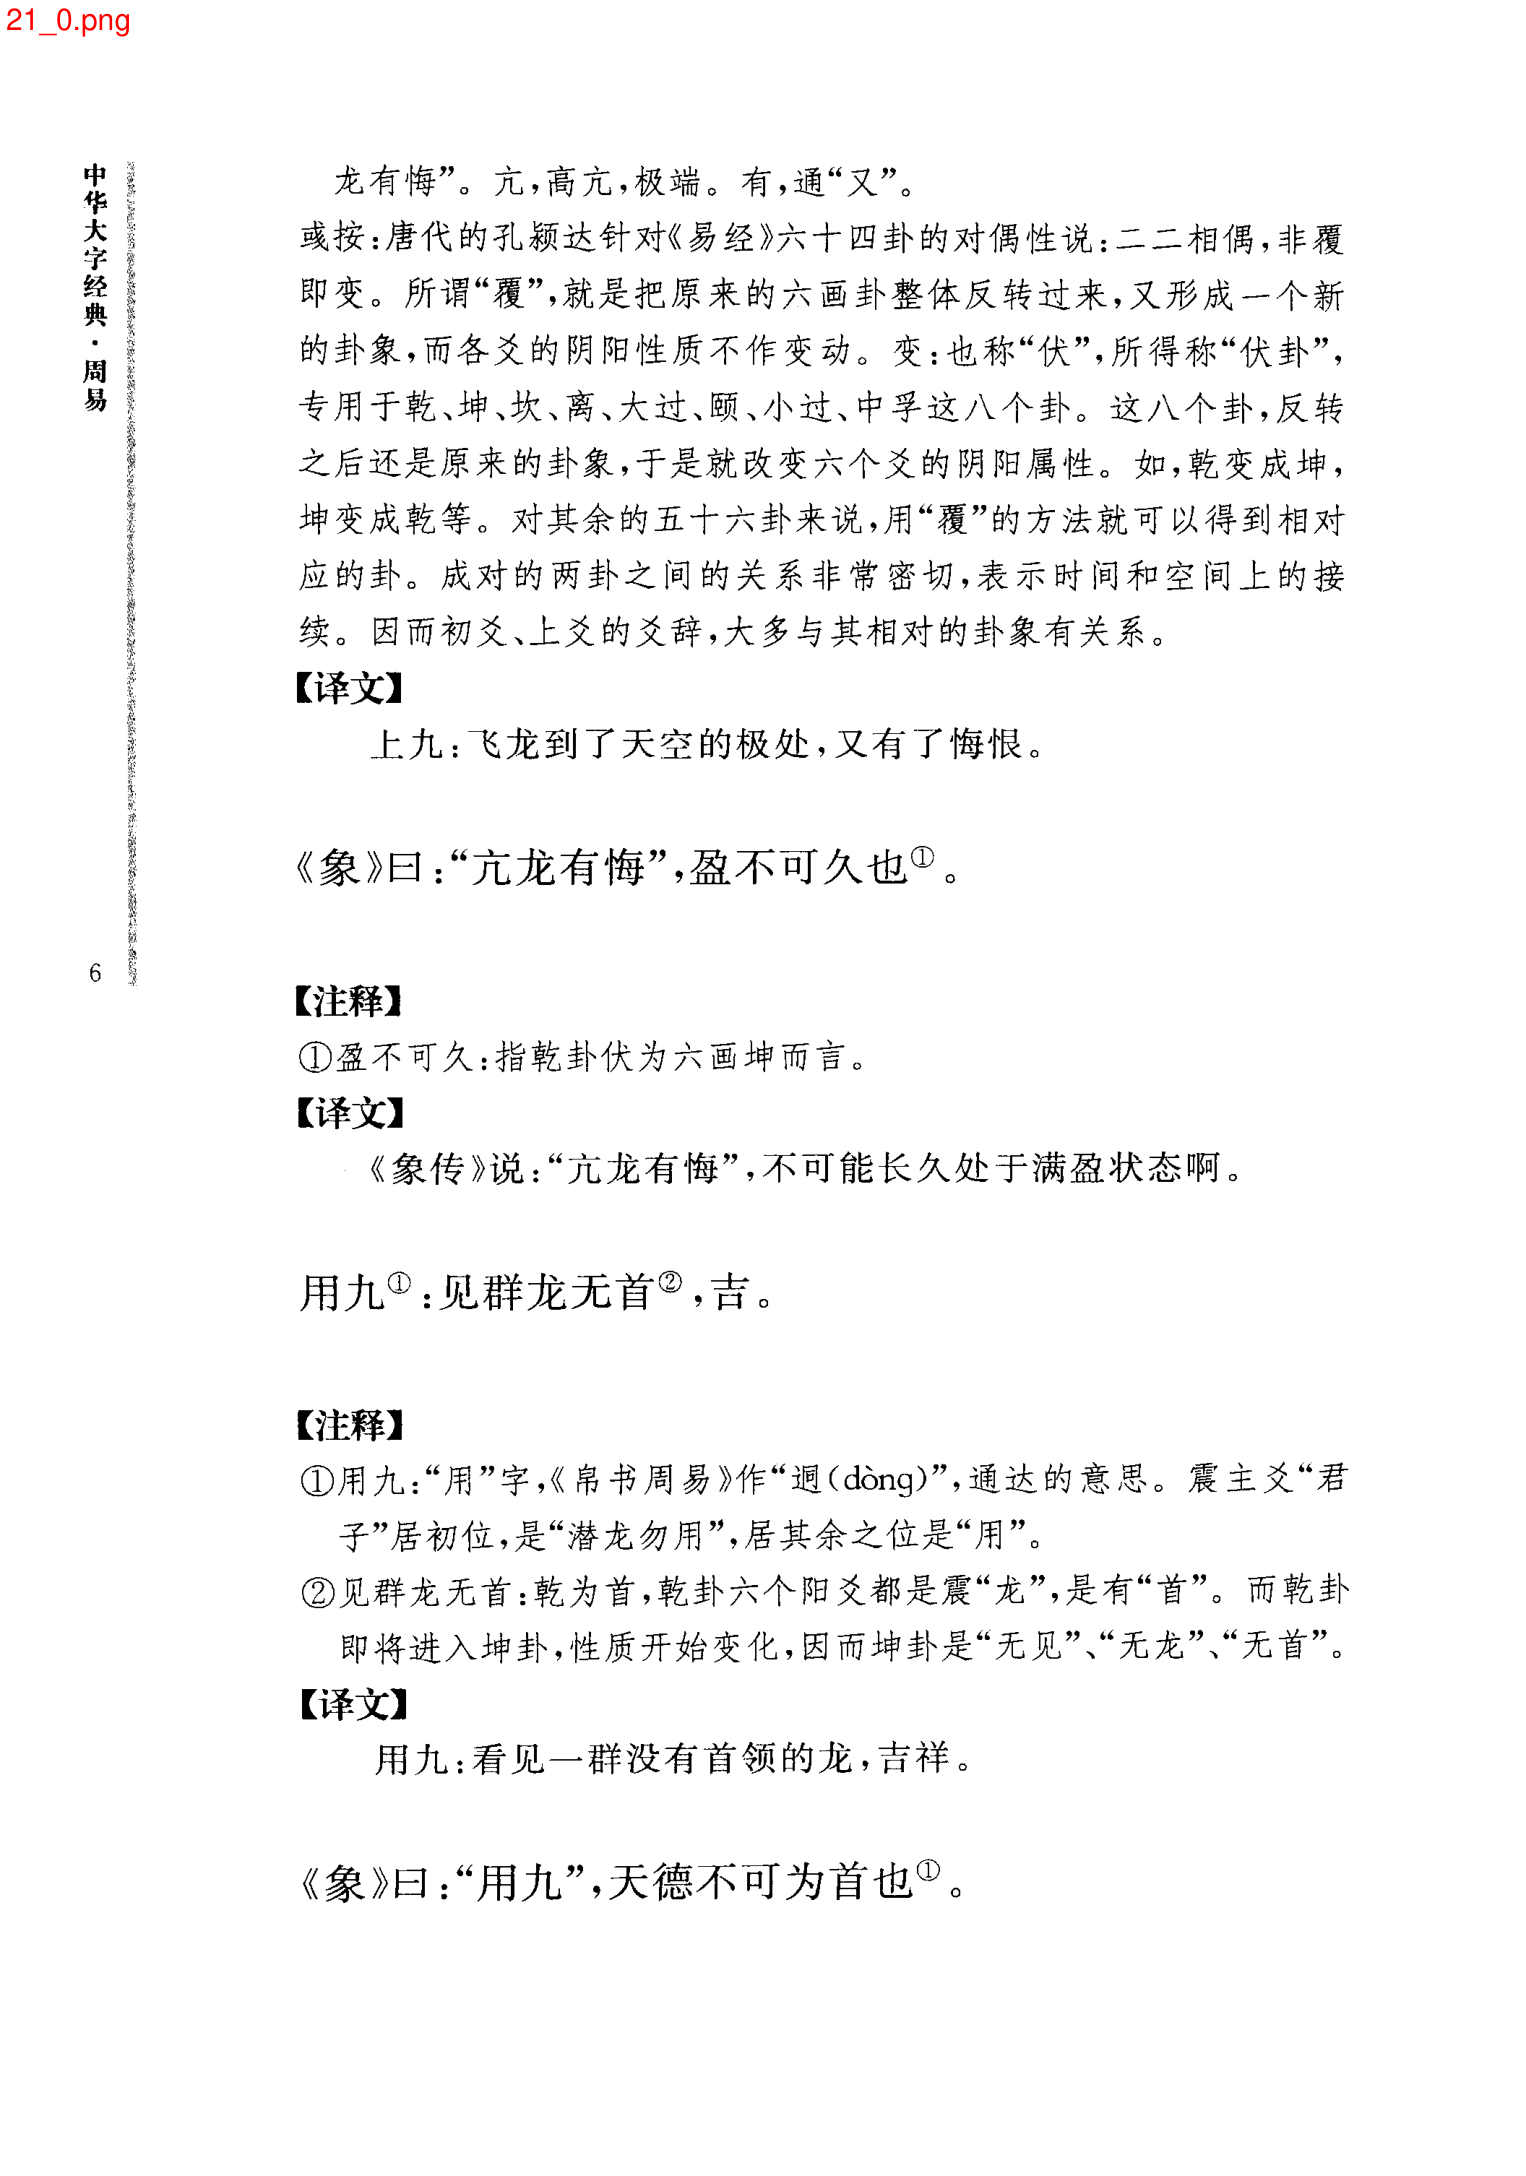 21_0.png
中华大字经典·周易
6
龙有悔”。亢,高亢,极端。有,通“又”。
彧按:唐代的孔颖达针对《易经》六十四卦的对偶性说:二二相偶,非覆
即变。所谓“覆”,就是把原来的六画卦整体反转过来,又形成一个新
的卦象,而各爻的阴阳性质不作变动。变:也称“伏”,所得称“伏卦”,
专用于乾、坤、坎、离、大过、颐、小过、中孚这八个卦。这八个卦,反转
之后还是原来的卦象,于是就改变六个爻的阴阳属性。如,乾变成坤,
坤变成乾等。对其余的五十六卦来说,用“覆”的方法就可以得到相对
应的卦。成对的两卦之间的关系非常密切,表示时间和空间上的接
续。因而初爻、上爻的爻辞,大多与其相对的卦象有关系。
【译文】
上九:飞龙到了天空的极处,又有了悔恨。
《象》曰:“亢龙有悔”,盈不可久也①。
【注释】
①盈不可久:指乾卦伏为六画坤而言。
【译文】
《象传》说:“亢龙有悔”,不可能长久处于满盈状态啊。
用九①:见群龙无首②,吉。
【注释】
①用九:“用”字,《帛书周易》作“迵(dòng)”,通达的意思。震主爻“君
子”居初位,是“潜龙勿用”,居其余之位是“用”。
②见群龙无首:乾为首,乾卦六个阳爻都是震“龙”,是有“首”。而乾卦
即将进入坤卦,性质开始变化,因而坤卦是“无见”、“无龙”、“无首”。
【译文】
用九:看见一群没有首领的龙,吉祥。
《象》曰:“用九”,天德不可为首也①。